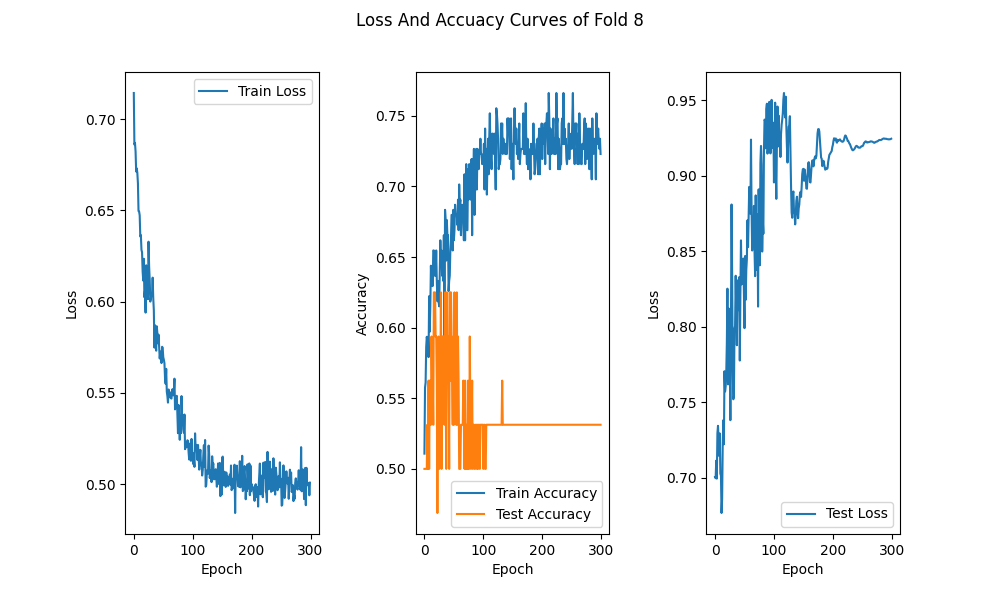 Loss And Accuacy Curves of Fold 8
Loss
0.70
0.65
0.60
0.55
0.50
Train Loss
0 100 200 300
Epoch
Accuracy
0.75
0.70
0.65
0.60
0.55
0.50
Train Accuracy
Test Accuracy
0 100 200 300
Epoch
Loss
0.95
0.90
0.85
0.80
0.75
0.70
Test Loss
0 100 200 300
Epoch